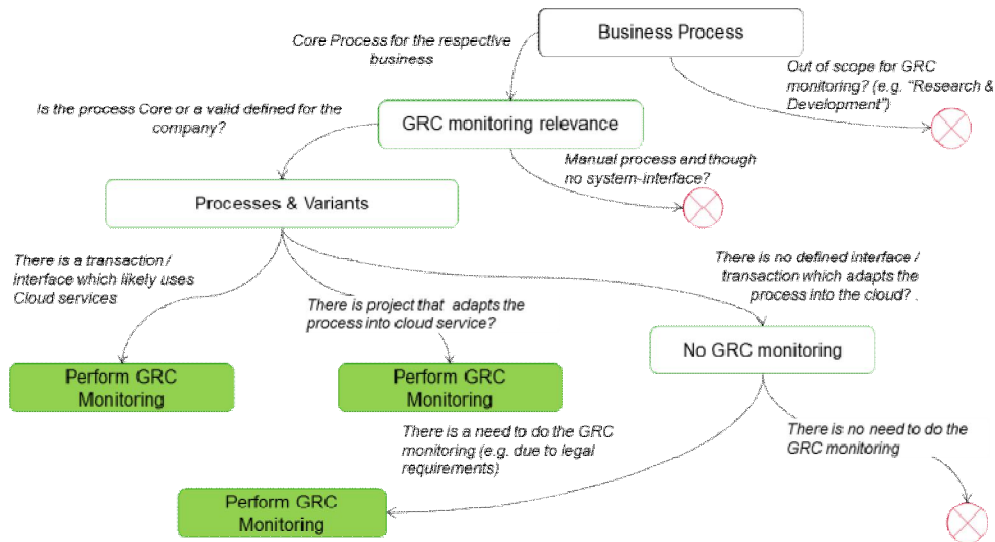 Business Process
Core Process for the respective
business
Out of scope for GRC
monitoring? (e.g. "Research &
Development")
Is the process Core or a valid defined for the
company?
GRC monitoring relevance
Manual process and though
no system-interface?
Processes & Variants
There is a transaction /
interface which likely uses
Cloud services
There is project that adapts the
process into cloud service?
There is no defined interface /
transaction which adapts the
process into the cloud? .
No GRC monitoring
Perform GRC
Monitoring
Perform GRC
Monitoring
There is a need to do the GRC
monitoring (e.g. due to legal
requirements)
There is no need to do the
GRC monitoring
Perform GRC
Monitoring